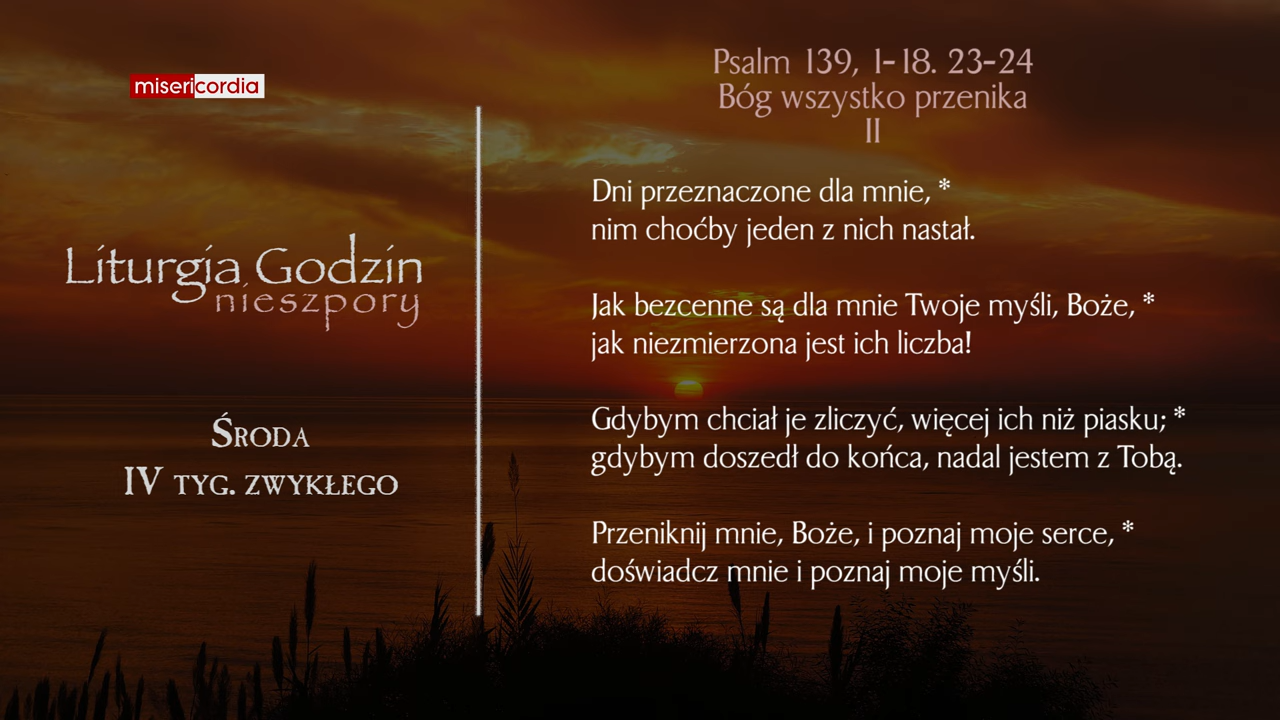 misericordia
Liturgia Godzin
nieszpory
Środa
IV tyg. zwykłego
Psalm 139, 1-18. 23-24
Bóg wszystko przenika
II
Dni przeznaczone dla mnie, *
nim choćby jeden z nich nastał.
Jak bezcenne są dla mnie Twoje myśli, Boże, *
jak niezmierzona jest ich liczba!
Gdybym chciał je zliczyć, więcej ich niż piasku; *
gdybym doszedł do końca, nadal jestem z Tobą.
Przeniknij mnie, Boże, i poznaj moje serce, *
doświadcz mnie i poznaj moje myśli.